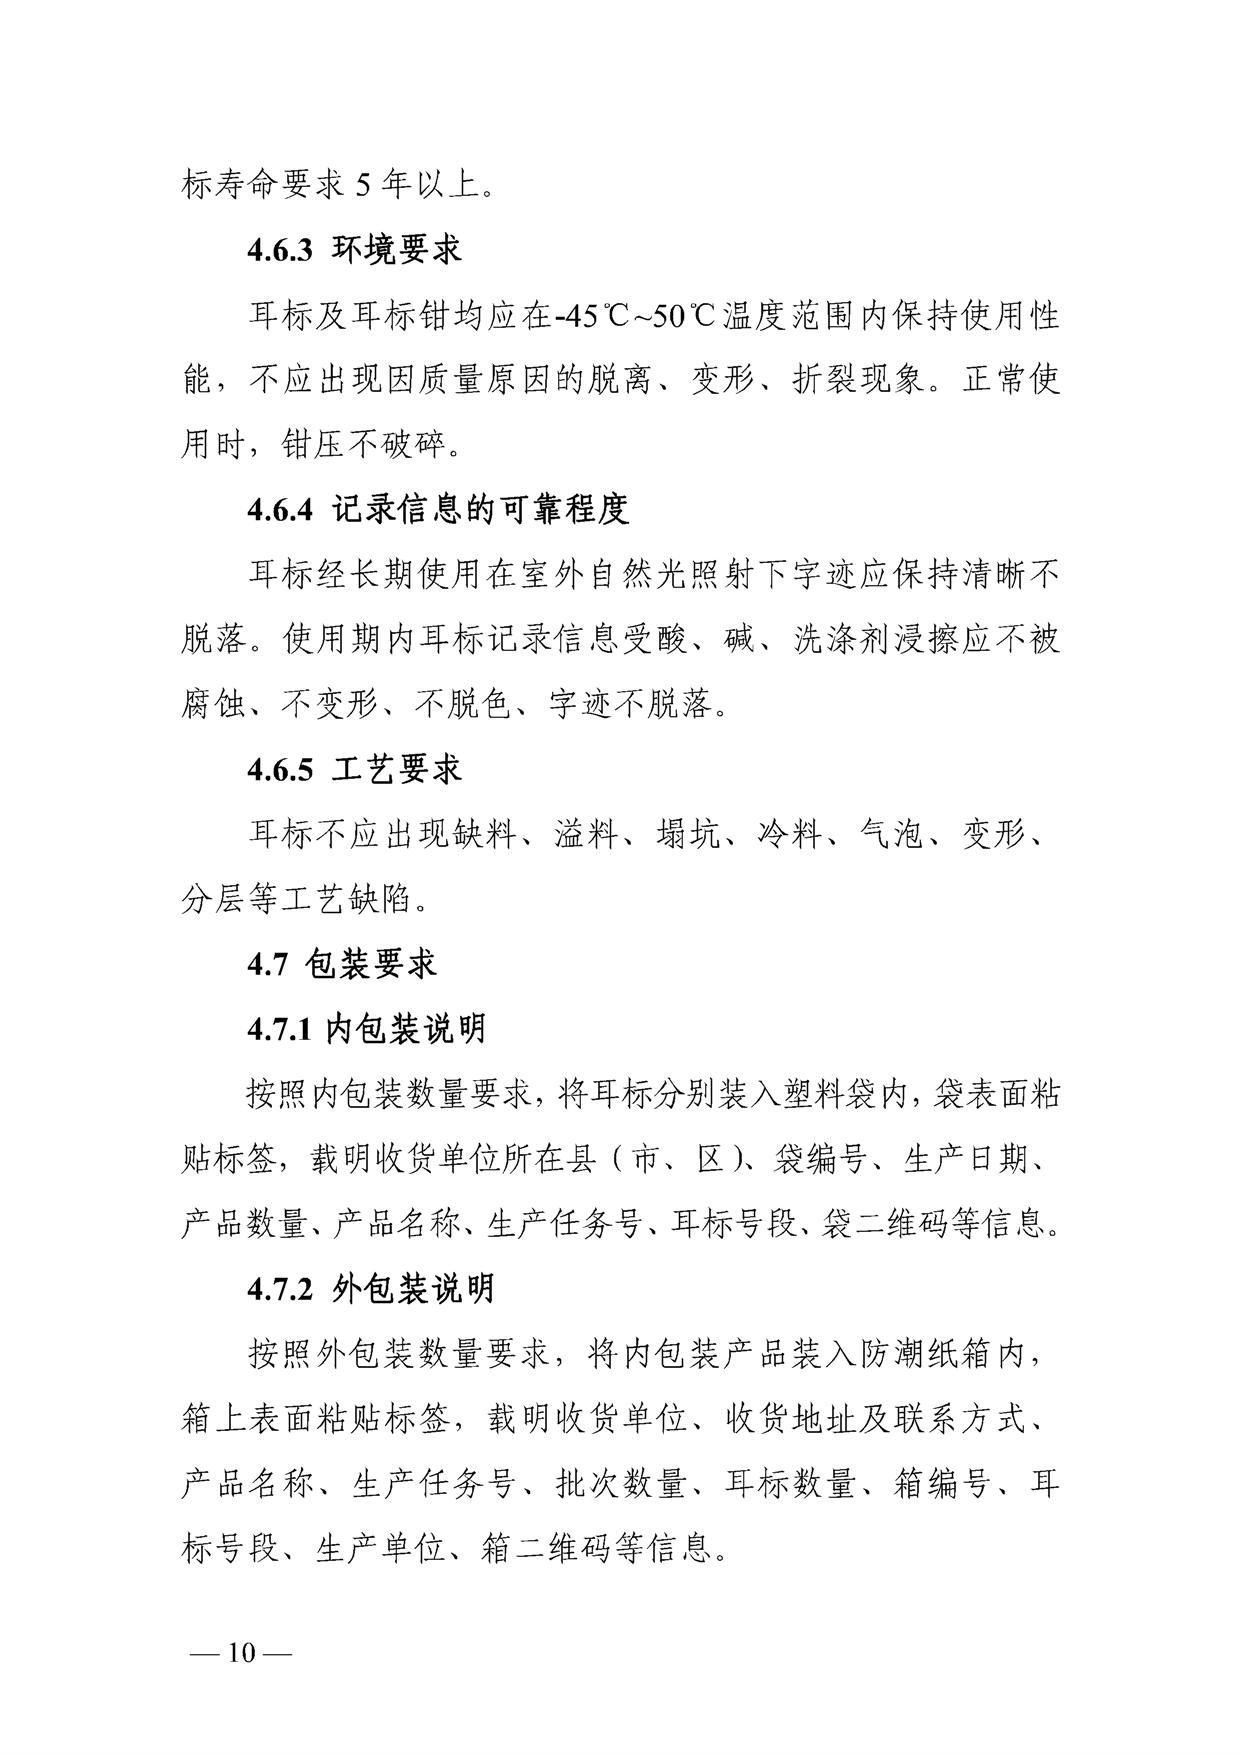 标寿命要求 5 年以上。
4.6.3 环境要求
耳标及耳标钳均应在-45℃~50℃温度范围内保持使用性
能，不应出现因质量原因的脱离、变形、折裂现象。正常使
用时，钳压不破碎。
4.6.4 记录信息的可靠程度
耳标经长期使用在室外自然光照射下字迹应保持清晰不
脱落。使用期内耳标记录信息受酸、碱、洗涤剂浸擦应不被
腐蚀、不变形、不脱色、字迹不脱落。
4.6.5 工艺要求
耳标不应出现缺料、溢料、塌坑、冷料、气泡、变形、
分层等工艺缺陷。
4.7 包装要求
4.7.1 内包装说明
按照内包装数量要求，将耳标分别装入塑料袋内，袋表面粘
贴标签，载明收货单位所在县（市、区）、袋编号、生产日期、
产品数量、产品名称、生产任务号、耳标号段、袋二维码等信息。
4.7.2 外包装说明
按照外包装数量要求，将内包装产品装入防潮纸箱内，
箱上表面粘贴标签，载明收货单位、收货地址及联系方式、
产品名称、生产任务号、批次数量、耳标数量、箱编号、耳
标号段、生产单位、箱二维码等信息。
— 10 —